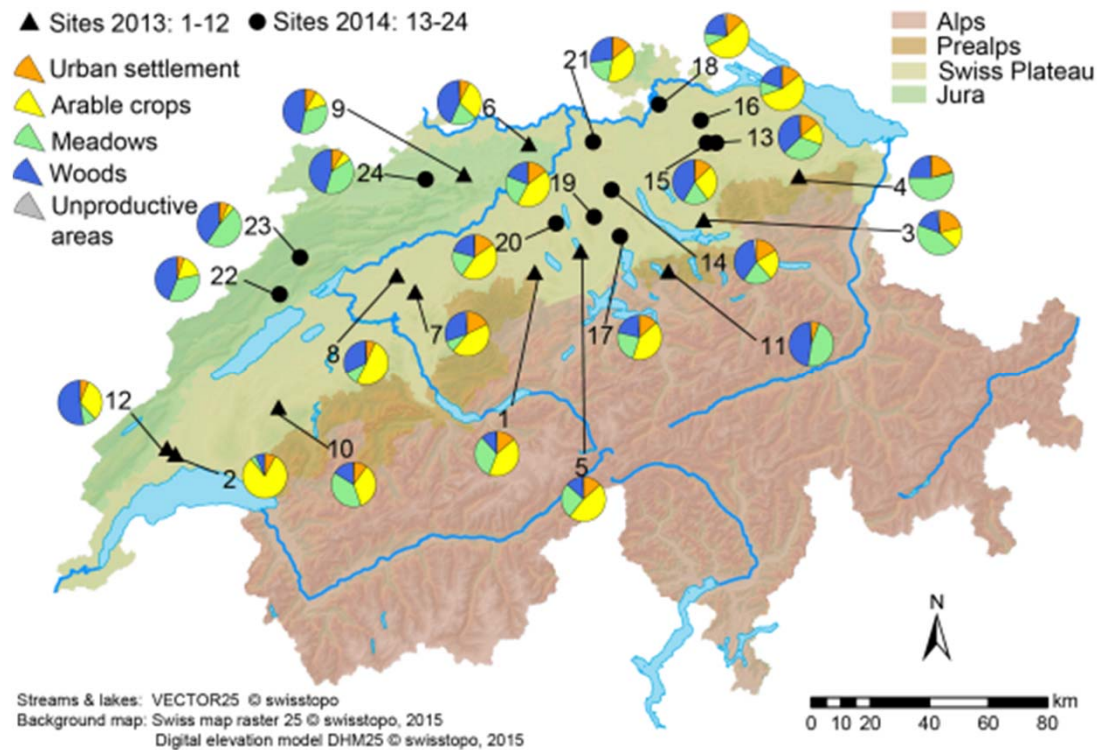 Sites 2013: 1-12
Sites 2014: 13-24
Urban settlement
Arable crops
Meadows
Woods
Unproductive
areas
Alps
Prealps
Swiss Plateau
Jura
21
18
9
6
16
13
24
19
15
4
23
20
3
22
14
17
8
7
11
12
1
10
5
2
N
km
0 10 20 40 60 80
Streams & lakes: VECTOR25 © swisstopo
Background map: Swiss map raster 25 © swisstopo, 2015
Digital elevation model DHM25 © swisstopo, 2015